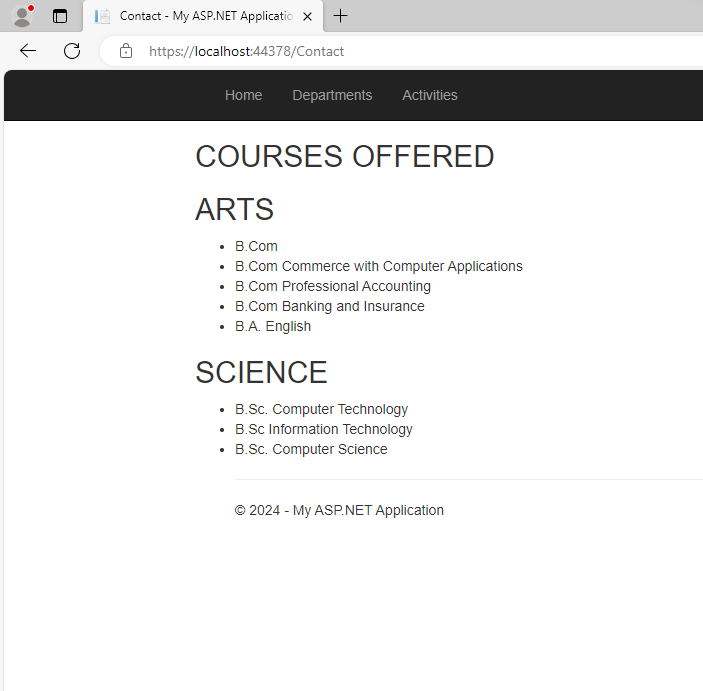 Contact - My ASP.NET Applicatio
https://localhost:44378/Contact
Home Departments Activities
COURSES OFFERED
ARTS
B.Com
B.Com Commerce with Computer Applications
B.Com Professional Accounting
B.Com Banking and Insurance
B.A. English
SCIENCE
B.Sc. Computer Technology
B.Sc Information Technology
B.Sc. Computer Science
© 2024 - My ASP.NET Application